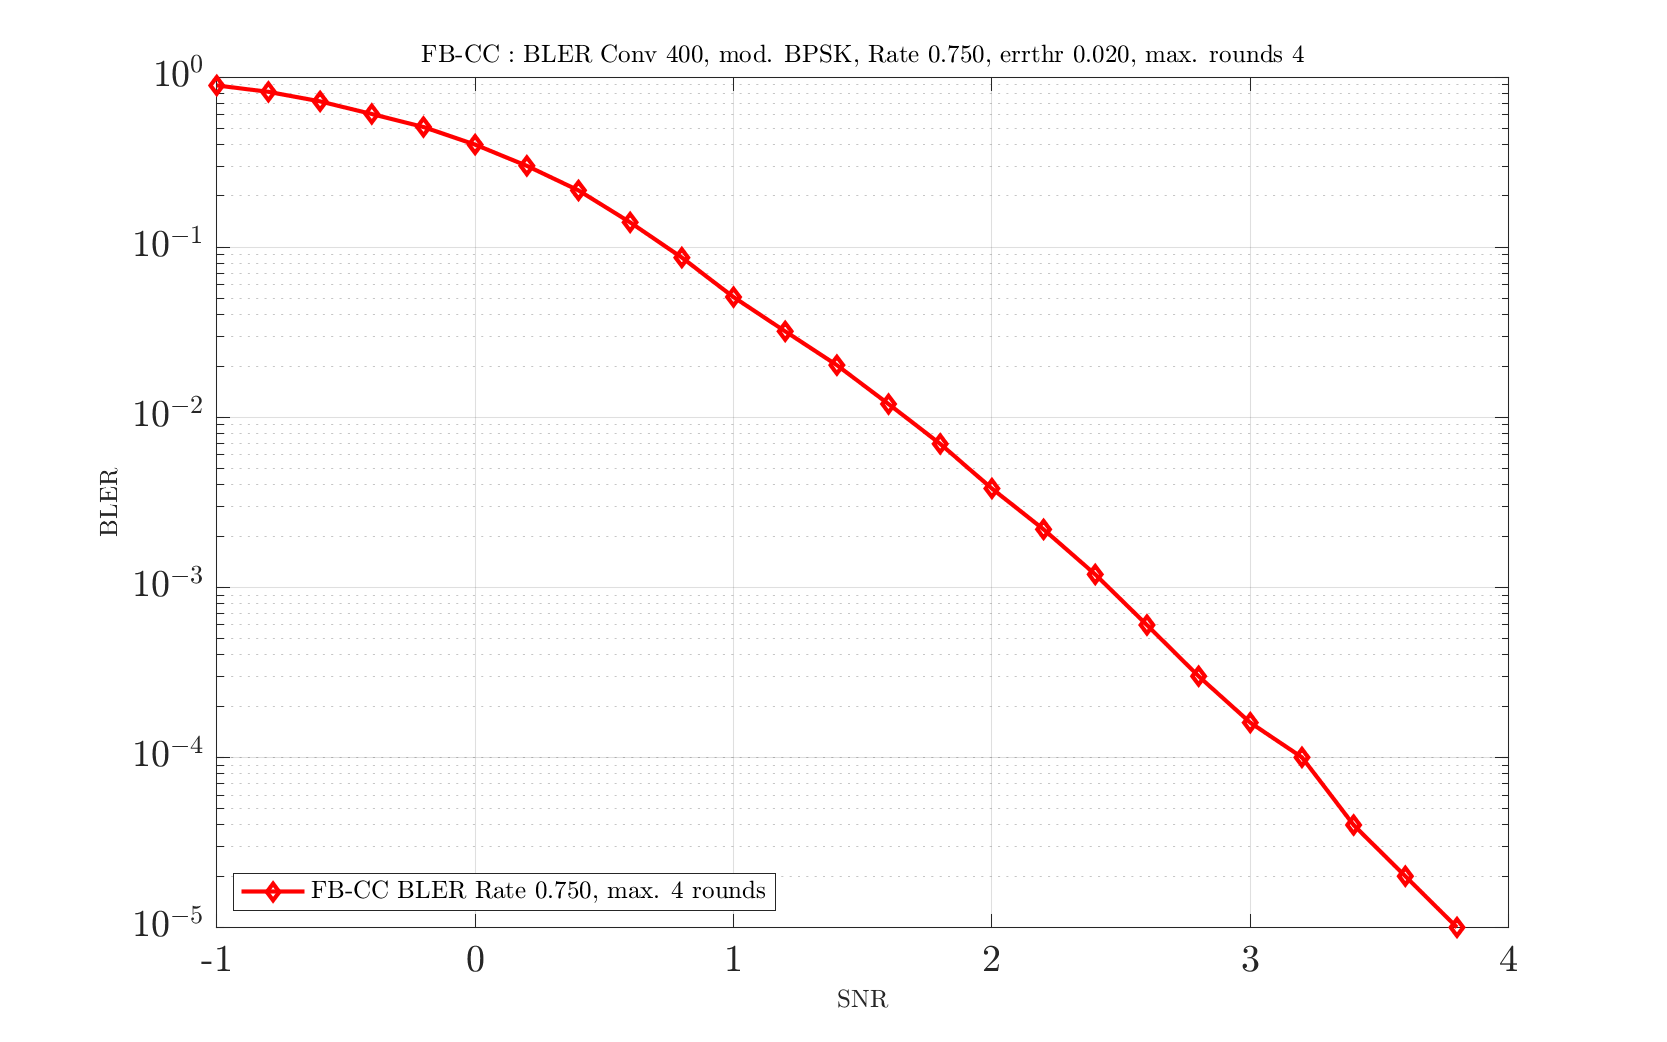 FB-CC : BLER Conv 400, mod. BPSK, Rate 0.750, errthr 0.020, max. rounds 4
10^0
10^{-1}
10^{-2}
10^{-3}
10^{-4}
10^{-5}
BLER
FB-CC BLER Rate 0.750, max. 4 rounds
-1 0 1 2 3 4
SNR